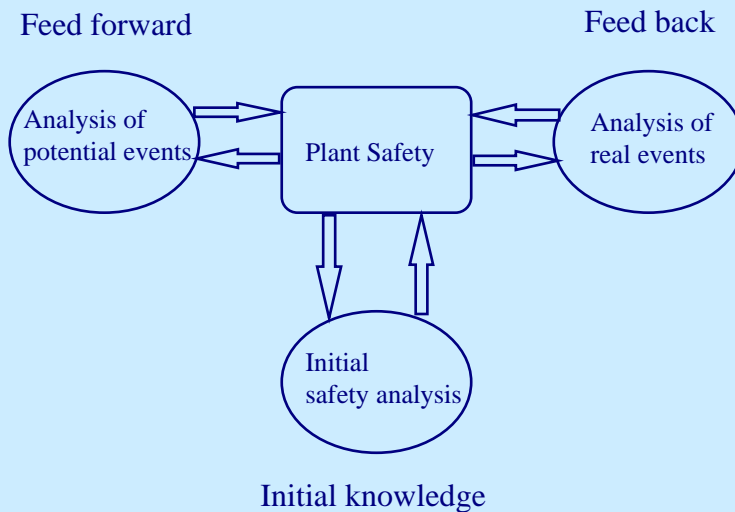 Feed forward
Feed back
Analysis of
potential events
Plant Safety
Analysis of
real events
Initial
safety analysis
Initial knowledge